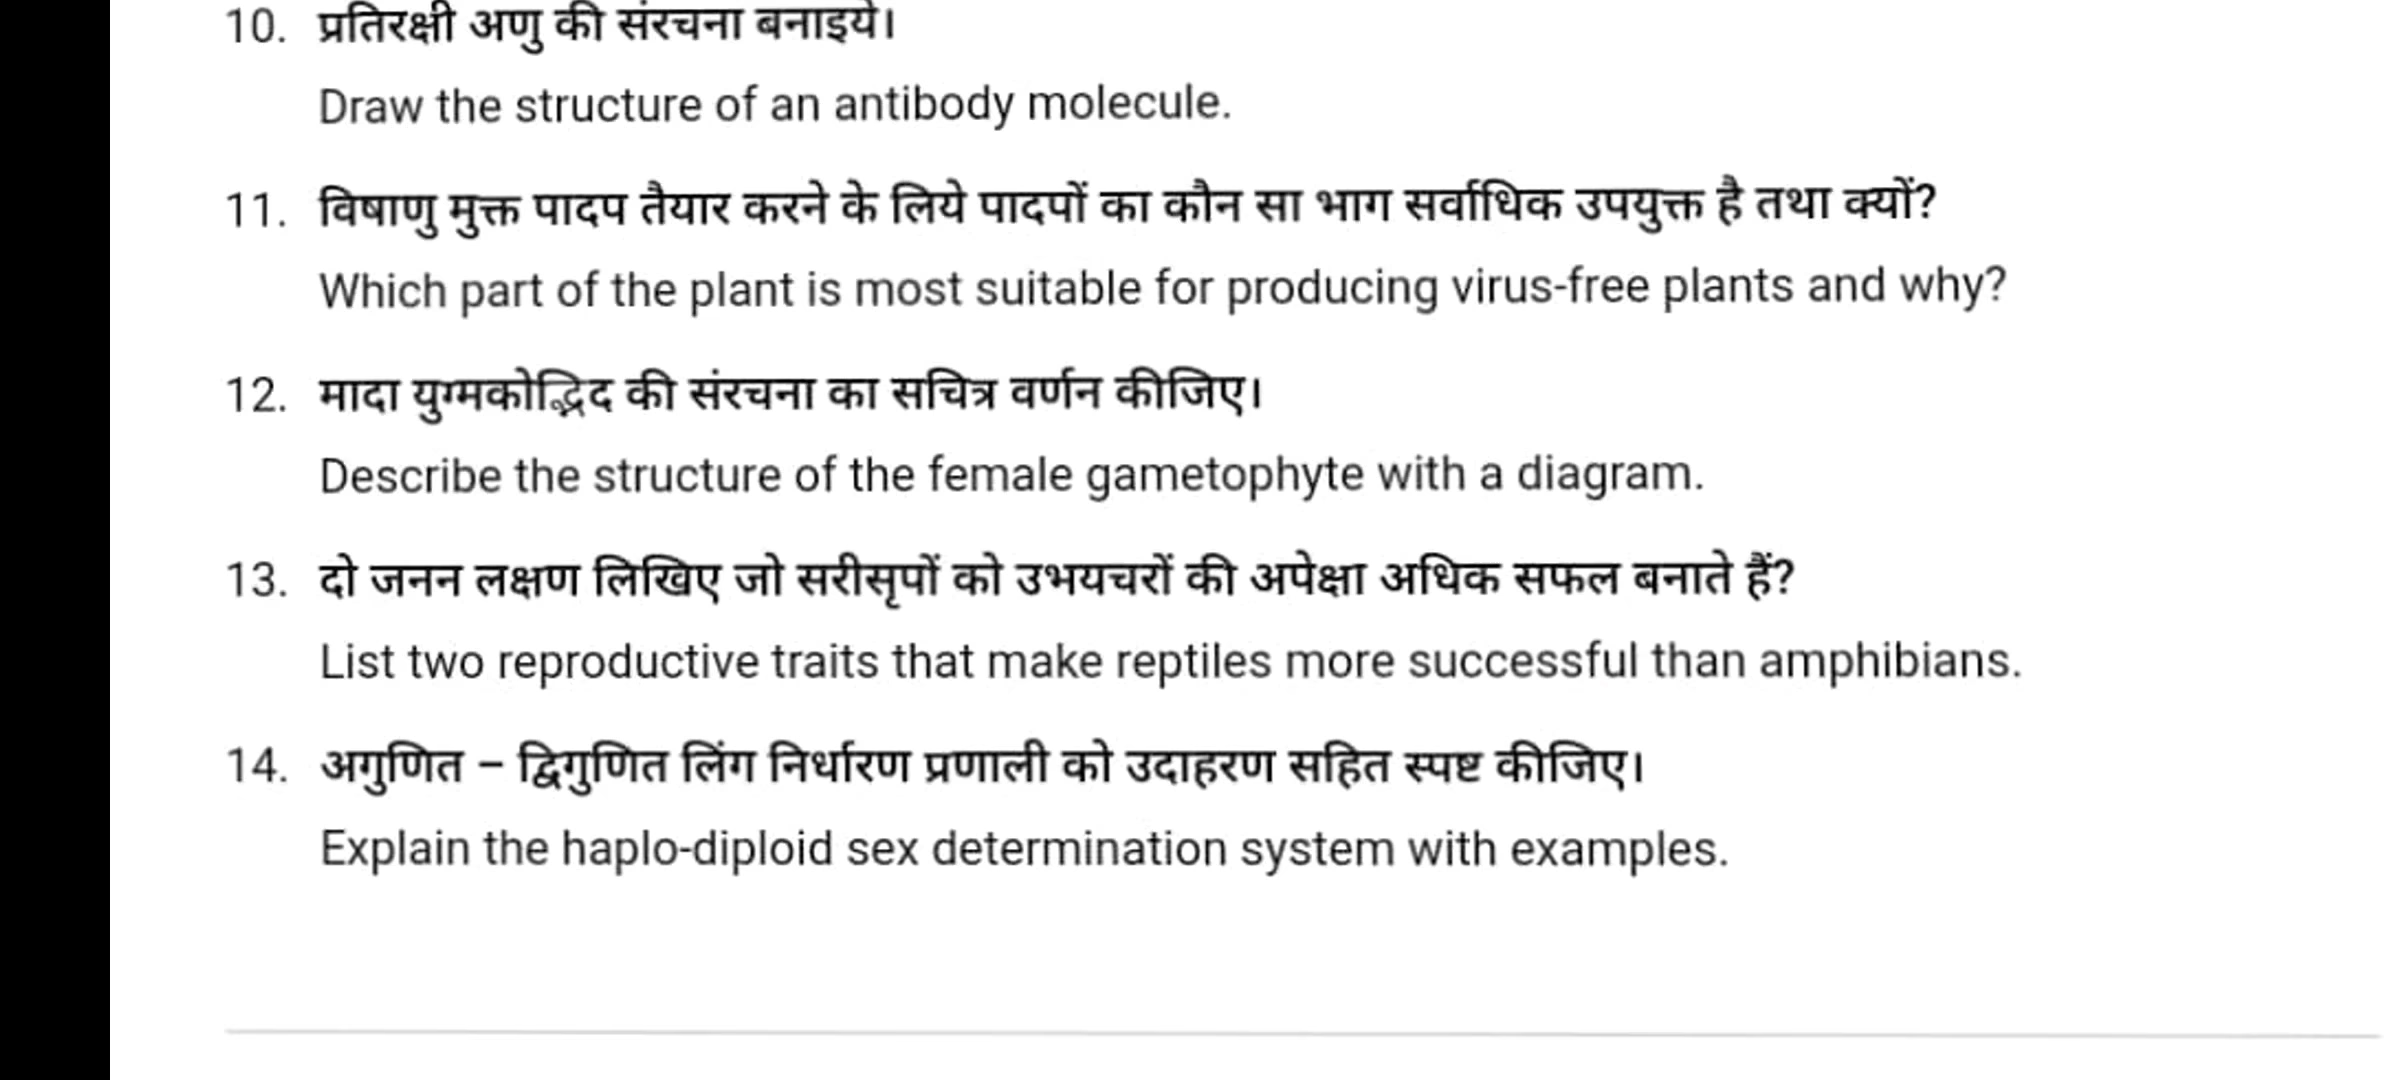 10. प्रतिरक्षी अणु की संरचना बनाइये।
Draw the structure of an antibody molecule.
11. विषाणु मुक्त पादप तैयार करने के लिये पादपों का कौन सा भाग सर्वाधिक उपयुक्त है तथा क्यों?
Which part of the plant is most suitable for producing virus-free plants and why?
12. मादा युग्मकोद्भिद की संरचना का सचित्र वर्णन कीजिए।
Describe the structure of the female gametophyte with a diagram.
13. दो जनन लक्षण लिखिए जो सरीसृपों को उभयचरों की अपेक्षा अधिक सफल बनाते हैं?
List two reproductive traits that make reptiles more successful than amphibians.
14. अगुणित – द्विगुणित लिंग निर्धारण प्रणाली को उदाहरण सहित स्पष्ट कीजिए।
Explain the haplo-diploid sex determination system with examples.